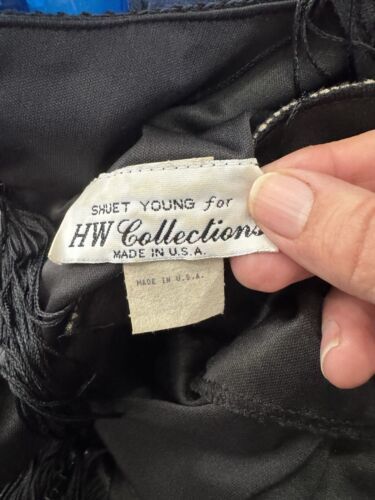 SHUET YOUNG for
HW Collections
MADE IN U.S.A.
MADE IN U.S.A.